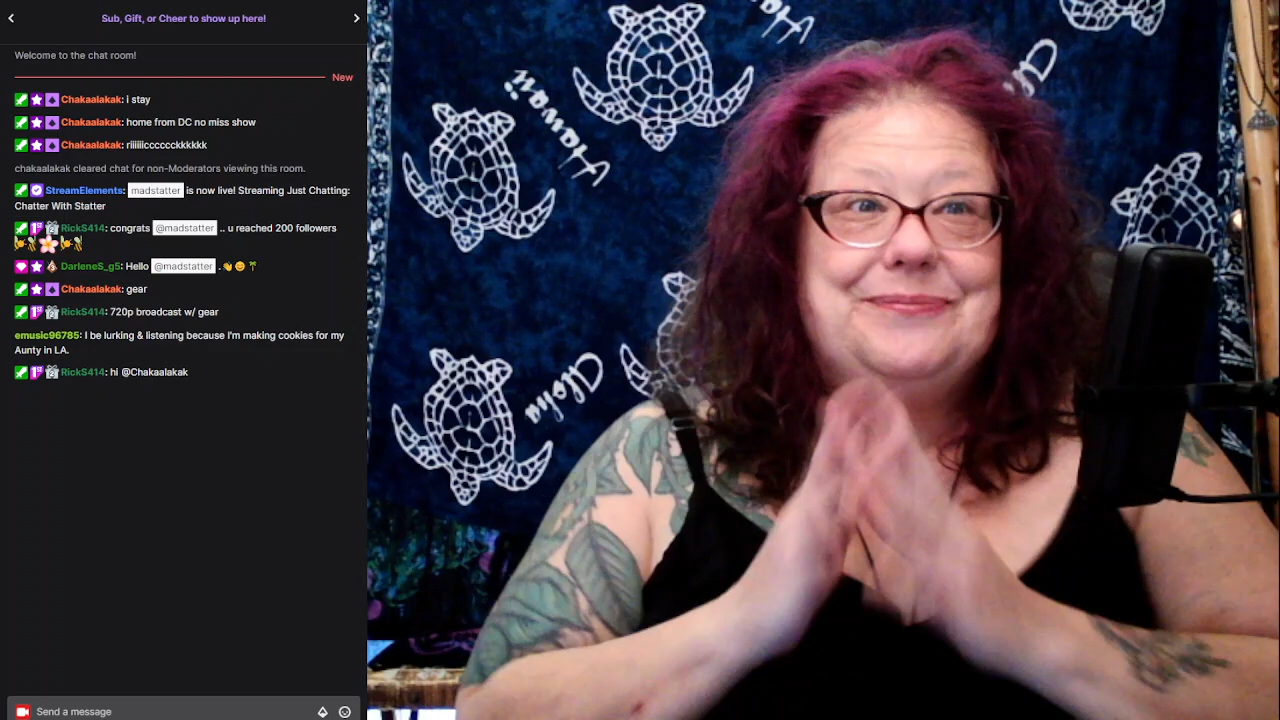 Sub, Gift, or Cheer to show up here!
Welcome to the chat room!
New
Chakaalakak: i stay
Chakaalakak: home from DC no miss show
Chakaalakak: riiiiiicccccckkkkkk
chakaalakak cleared chat for non-Moderators viewing this room.
StreamElements: madstatter is now live! Streaming Just Chatting:
Chatter With Statter
RickS414: congrats @madstatter .. u reached 200 followers
DarleneS_g5: Hello @madstatter . 👋😄🌴
Chakaalakak: gear
RickS414: 720p broadcast w/ gear
emusic96785: I be lurking & listening because I'm making cookies for my
Aunty in LA.
RickS414: hi @Chakaalakak
Send a message
Hawaii
Aloha